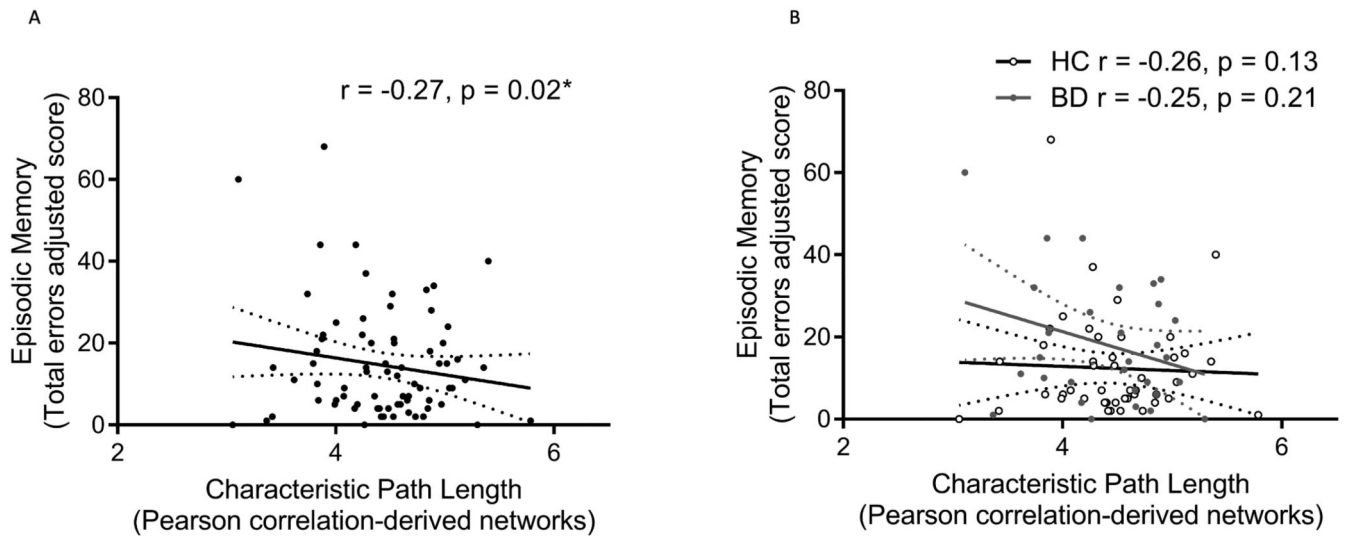 A
r = -0.27, p = 0.02*
80
60
40
20
0
2
4
6
Episodic Memory
(Total errors adjusted score)
Characteristic Path Length
(Pearson correlation-derived networks)
B
HC r = -0.26, p = 0.13
BD r = -0.25, p = 0.21
80
60
40
20
0
2
4
6
Episodic Memory
(Total errors adjusted score)
Characteristic Path Length
(Pearson correlation-derived networks)